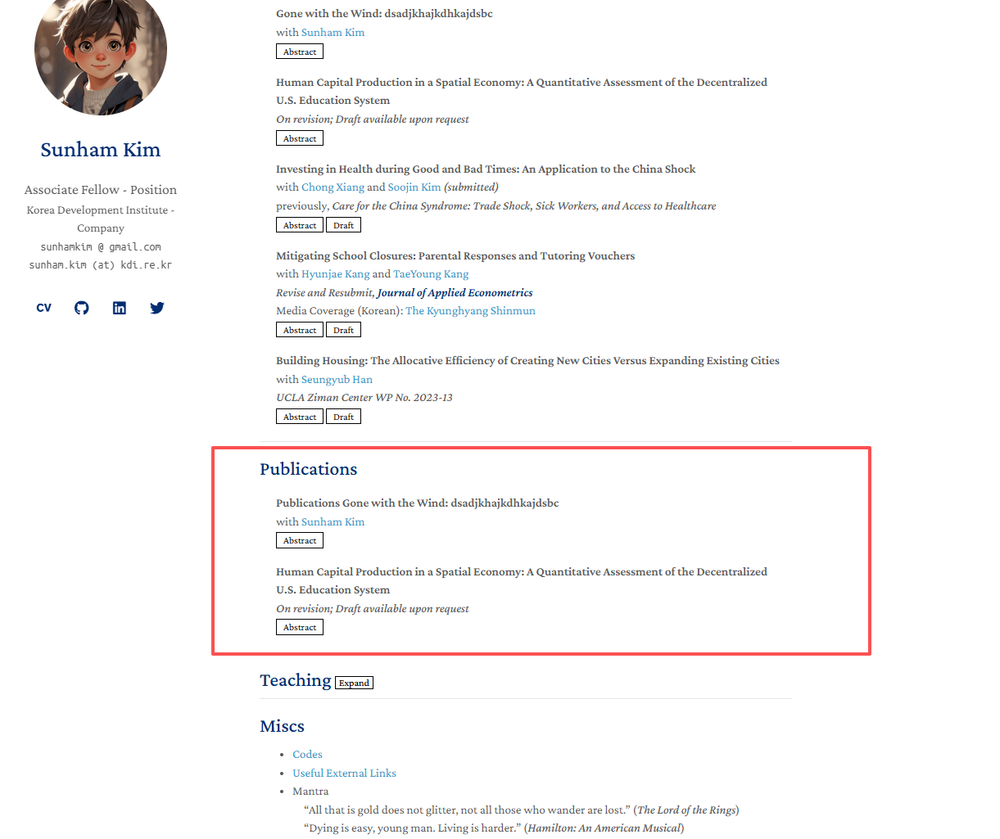 Sunham Kim
Associate Fellow - Position
Korea Development Institute -
Company
sunhamkim @ gmail.com
sunham.kim (at) kdi.re.kr
CV
Gone with the Wind: dsadjkhajkdhkajdsbc
with Sunham Kim
Abstract
Human Capital Production in a Spatial Economy: A Quantitative Assessment of the Decentralized
U.S. Education System
On revision; Draft available upon request
Abstract
Investing in Health during Good and Bad Times: An Application to the China Shock
with Chong Xiang and Soojin Kim (submitted)
previously, Care for the China Syndrome: Trade Shock, Sick Workers, and Access to Healthcare
Abstract Draft
Mitigating School Closures: Parental Responses and Tutoring Vouchers
with Hyunjae Kang and TaeYoung Kang
Revise and Resubmit, Journal of Applied Econometrics
Media Coverage (Korean): The Kyunghyang Shinmun
Abstract Draft
Building Housing: The Allocative Efficiency of Creating New Cities Versus Expanding Existing Cities
with Seungyub Han
UCLA Ziman Center WP No. 2023-13
Abstract Draft
Publications
Publications Gone with the Wind: dsadjkhajkdhkajdsbc
with Sunham Kim
Abstract
Human Capital Production in a Spatial Economy: A Quantitative Assessment of the Decentralized
U.S. Education System
On revision; Draft available upon request
Abstract
Teaching Expand
Miscs
• Codes
• Useful External Links
• Mantra
“All that is gold does not glitter, not all those who wander are lost.” (The Lord of the Rings)
“Dying is easy, young man. Living is harder.” (Hamilton: An American Musical)